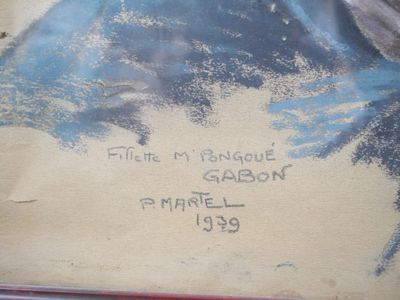 Fillette M'PONGOUÉ
GABON
P. MARTEL
1979